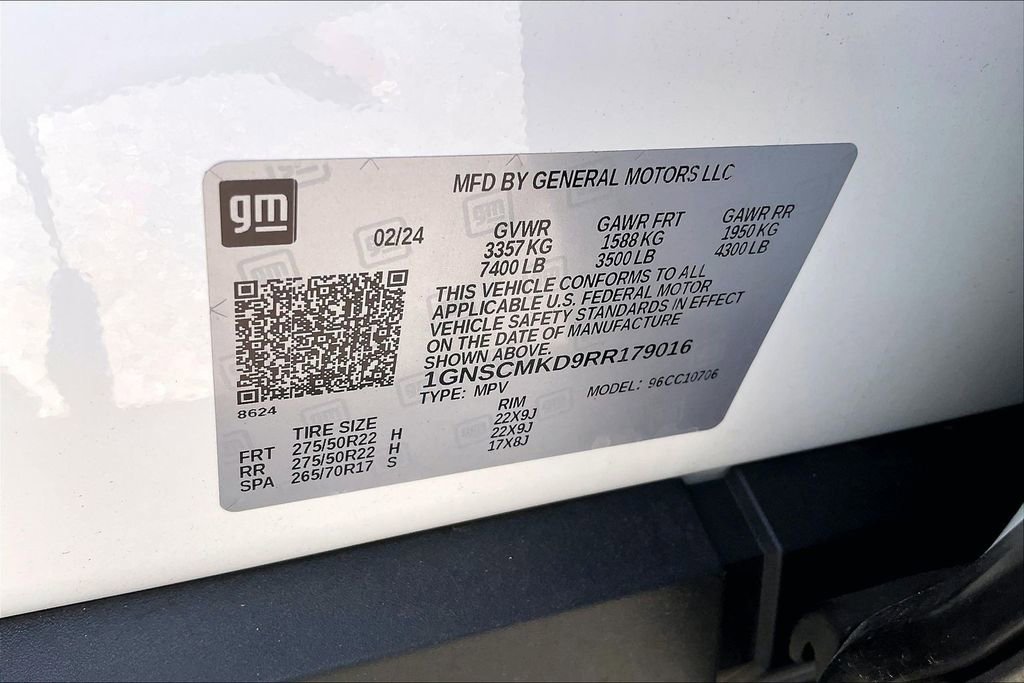 gm
MFD BY GENERAL MOTORS LLC
02/24
GVWR GAWR FRT GAWR RR
3357 KG 1588 KG 1950 KG
7400 LB 3500 LB 4300 LB
THIS VEHICLE CONFORMS TO ALL
APPLICABLE U.S. FEDERAL MOTOR
VEHICLE SAFETY STANDARDS IN EFFECT
ON THE DATE OF MANUFACTURE
SHOWN ABOVE.
1GNSCMKD9RR179016
TYPE: MPV MODEL: 96CC10706
8624
TIRE SIZE RIM
FRT 275/50R22 H 22X9J
RR 275/50R22 H 22X9J
SPA 265/70R17 S 17X8J